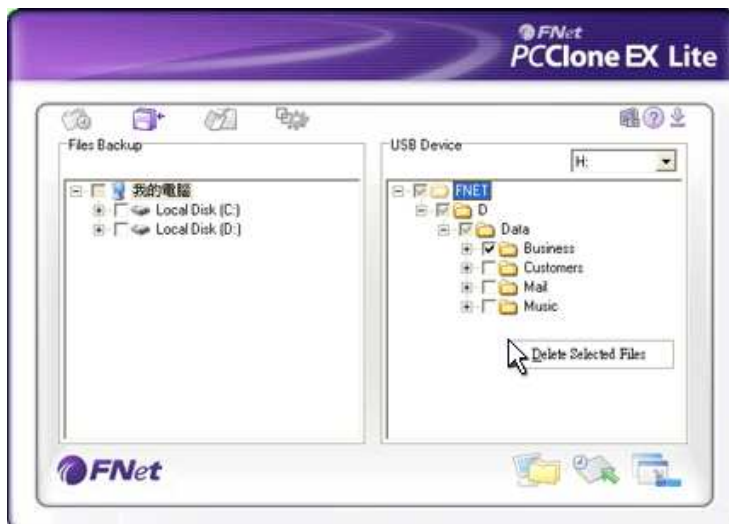 FNet
PCClone EX Lite
Files Backup
USB Device
H:
我的電腦
Local Disk (C:)
Local Disk (D:)
FNET
D
Data
Business
Customers
Mail
Music
Delete Selected Files
FNet